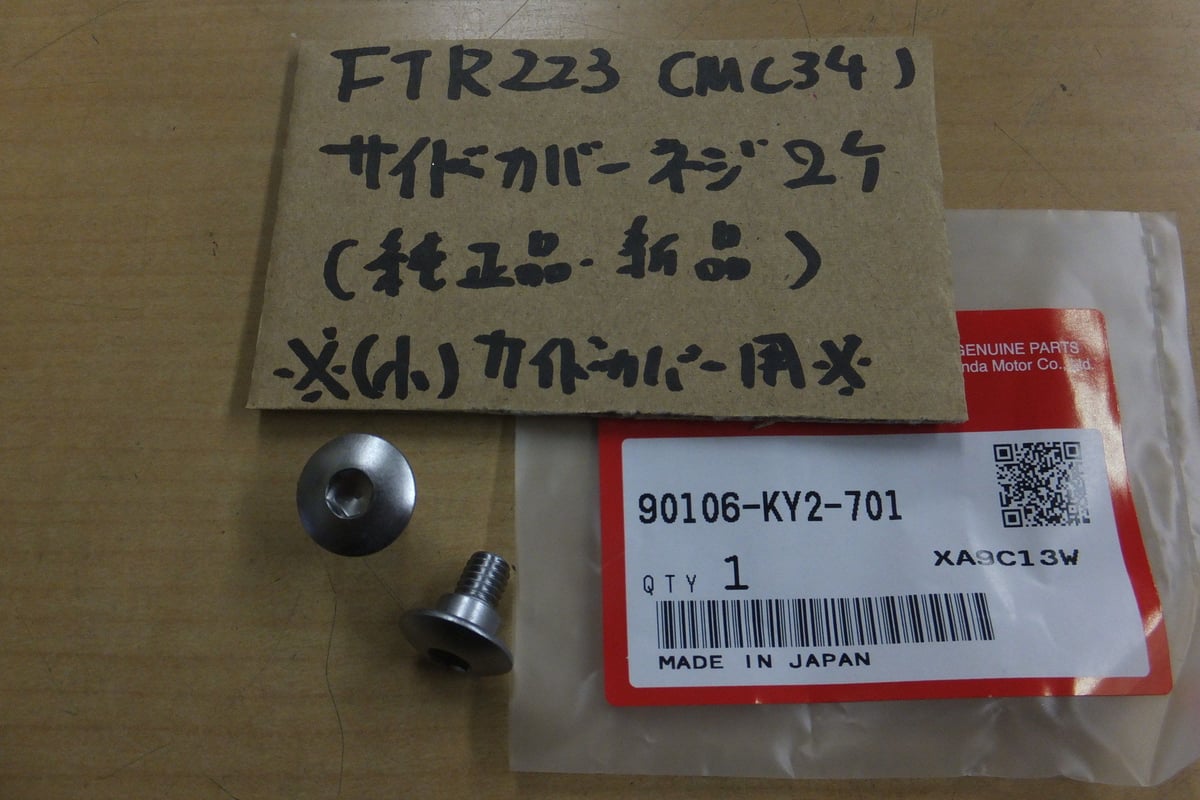 FTR223 (MC34)
サイドカバーネジ 2ケ
(純正品・新品)
※(小)サイドカバー用※
GENUINE PARTS
nda Motor Co., Ltd.
90106-KY2-701
XA9C13W
QTY 1
MADE IN JAPAN